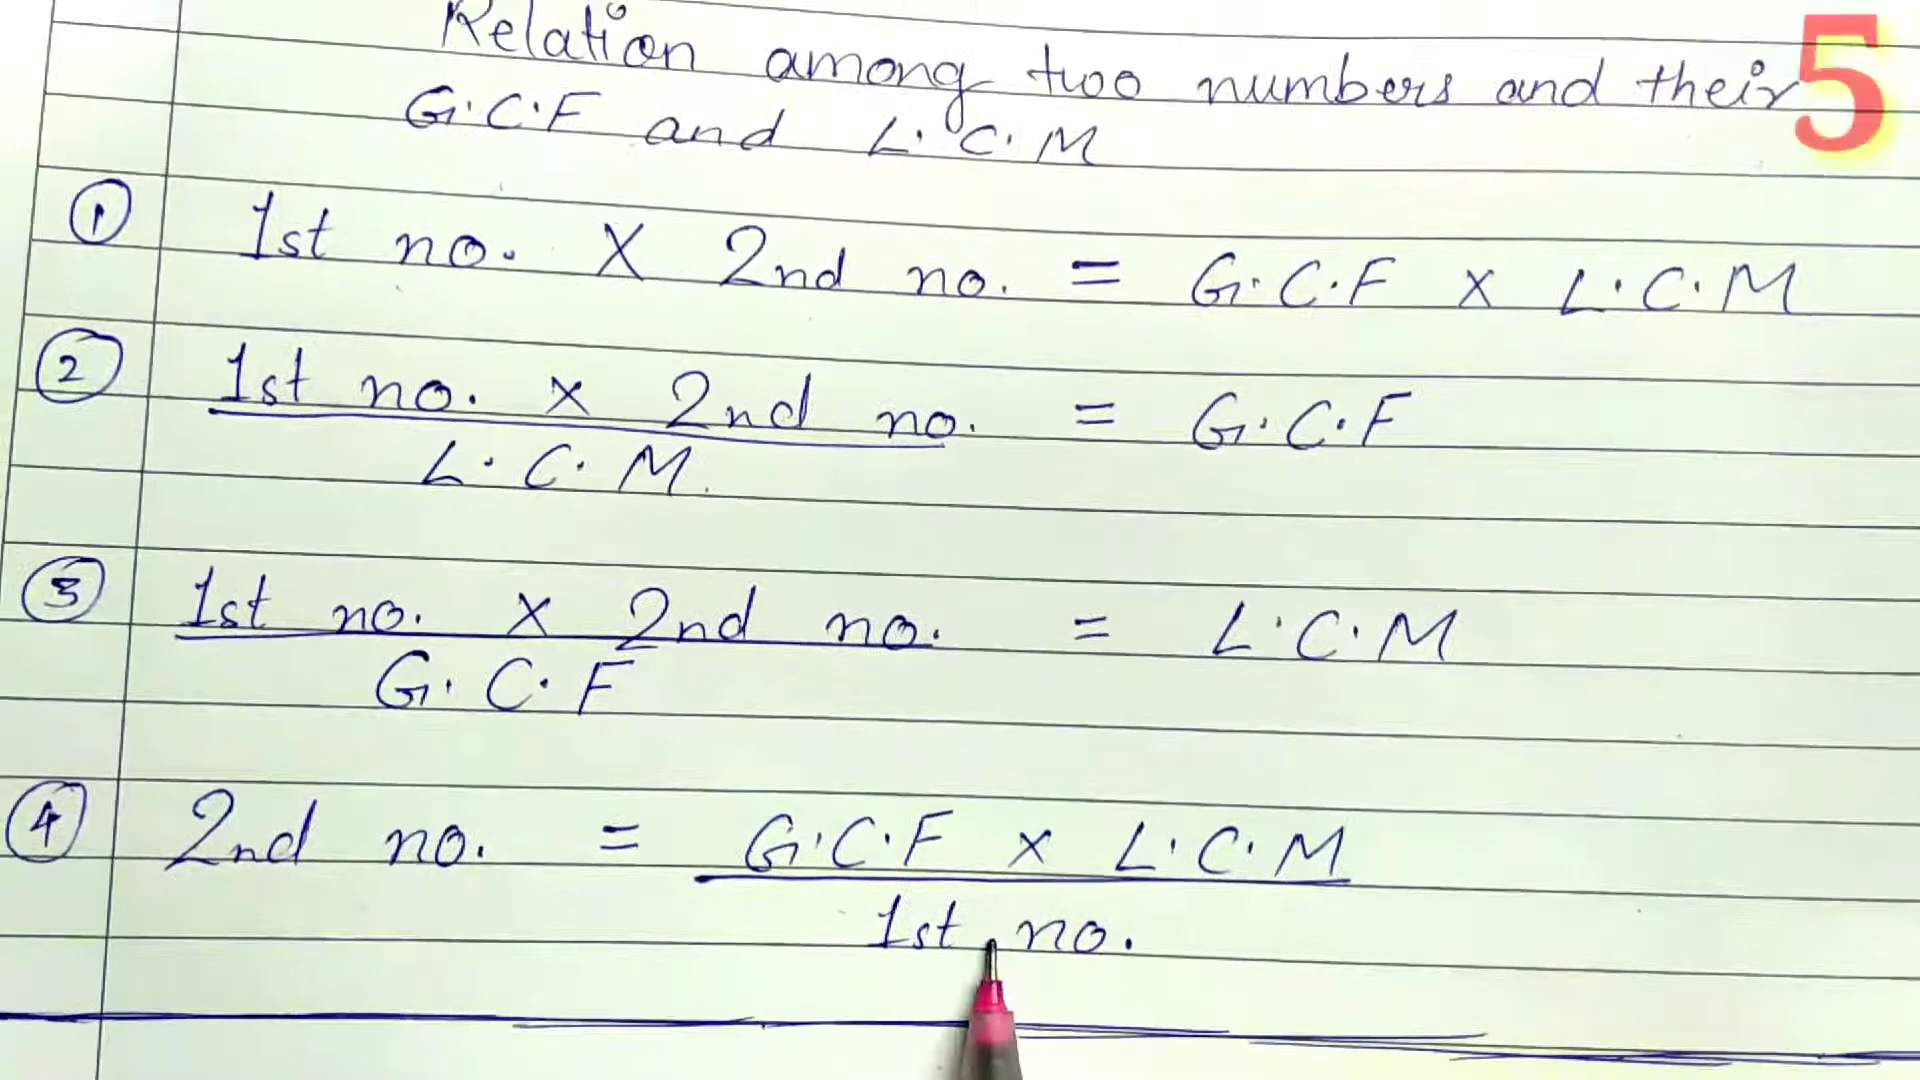 Relation among two numbers and their
5
G.C.F and L.C.M
① 1st no. X 2nd no. = G.C.F x L.C.M
② 1st no. x 2nd no. = G.C.F
L.C.M.
③ 1st no. x 2nd no. = L.C.M
G.C.F
④ 2nd no. = G.C.F x L.C.M
1st no.